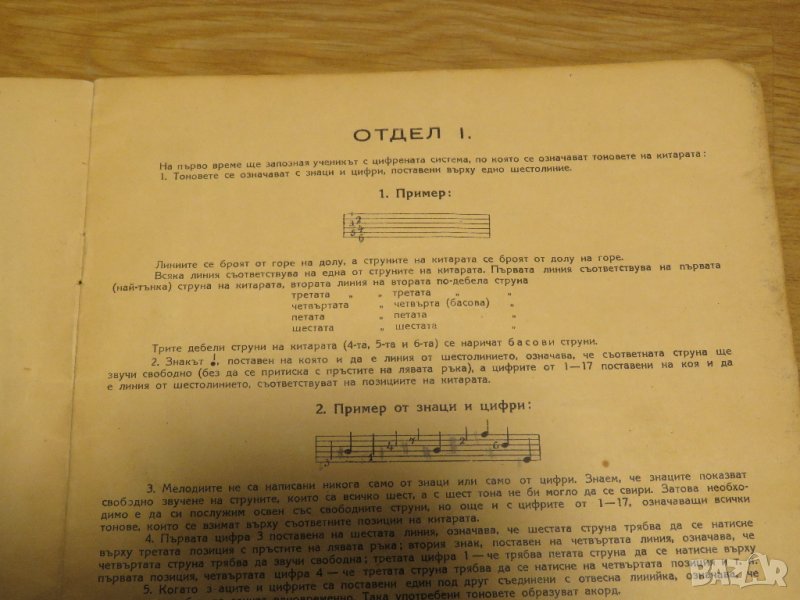 ОТДЕЛ I.
На първо време ще запозная ученикът с цифрената система, по която се означават тоновете на китарата:
1. Тоновете се означават с знаци и цифри, поставени върху едно шестолиние.
1. Пример:
2
3 4
5 6
Линиите се броят от горе на долу, а струните на китарата се броят от долу на горе.
Всяка линия съответствува на една от струните на китарата. Първата линия съответствува на първата
(най-тънка) струна на китарата, втората линия на втората по-дебела струна
третата „ „ третата „ „
четвъртата „ четвърта (басова) „
петата „ петата „
шестата „ шестата „
Трите дебели струни на китарата (4-та, 5-та и 6-та) се наричат басови струни.
2. Знакът , поставен на която и да е линия от шестолинието, означава, че съответната струна ще
звучи свободно (без да се притиска с пръстите на лявата ръка), а цифрите от 1—17 поставени на коя и да
е линия от шестолинието, съответствуват на позициите на китарата.
2. Пример от знаци и цифри:
3. Мелодиите не са написани никога само от знаци или само от цифри. Знаем, че знаците показват
свободно звучене на струните, които са всичко шест, а с шест тона не би могло да се свири. Затова необхо-
димо е да си послужим освен със свободните струни, но още и с цифрите от 1—17, означаващи всички
тонове, които се взимат върху съответните позиции на китарата.
4. Първата цифра 3 поставена на шестата линия, означава, че шестата струна трябва да се натисне
върху третата позиция с пръстите на лявата ръка; втория знак, поставен на четвъртата линия, означава, че
четвъртата струна трябва да звучи свободна; третата цифра 1 — че трябва петата струна да се натисне върху
първата позиция, четвъртата цифра 4 — че третата струна трябва да се натисне на четвъртата позиция и т. н.
5. Когато знаците и цифрите са поставени един под друг съединени с отвесна линийка, означава че
едновременно. Така употребени тоновете образуват акорд.
BAZAR